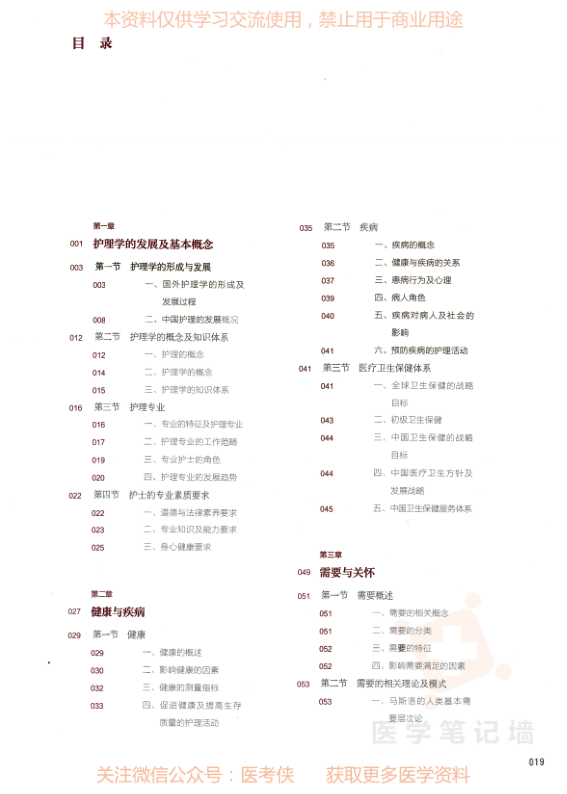 本资料仅供学习交流使用，禁止用于商业用途
目 录
第一章
001 护理学的发展及基本概念
003 第一节 护理学的形成与发展
003 一、国外护理学的形成及
发展过程
008 二、中国护理的发展概况
012 第二节 护理学的概念及知识体系
012 一、护理的概念
014 二、护理学的概念
015 三、护理学的知识体系
016 第三节 护理专业
016 一、专业的特征及护理专业
017 二、护理专业的工作范畴
019 三、专业护士的角色
020 四、护理专业的发展趋势
022 第四节 护士的专业素质要求
022 一、道德与法律素养要求
023 二、专业知识及能力要求
025 三、身心健康要求
第二章
027 健康与疾病
029 第一节 健康
029 一、健康的概述
030 二、影响健康的因素
032 三、健康的测量指标
033 四、促进健康及提高生存
质量的护理活动
035 第二节 疾病
035 一、疾病的概念
036 二、健康与疾病的关系
037 三、患病行为及心理
039 四、病人角色
040 五、疾病对病人及社会的
影响
041 六、预防疾病的护理活动
041 第三节 医疗卫生保健体系
041 一、全球卫生保健的战略
目标
043 二、初级卫生保健
044 三、中国卫生保健的战略
目标
044 四、中国医疗卫生方针及
发展战略
045 五、中国卫生保健服务体系
第三章
049 需要与关怀
051 第一节 需要概述
051 一、需要的相关概念
051 二、需要的分类
052 三、需要的特征
052 四、影响需要满足的因素
053 第二节 需要的相关理论及模式
053 一、马斯洛的人类基本需
要层次论
医学笔记墙
019
关注微信公众号：医考侠 获取更多医学资料